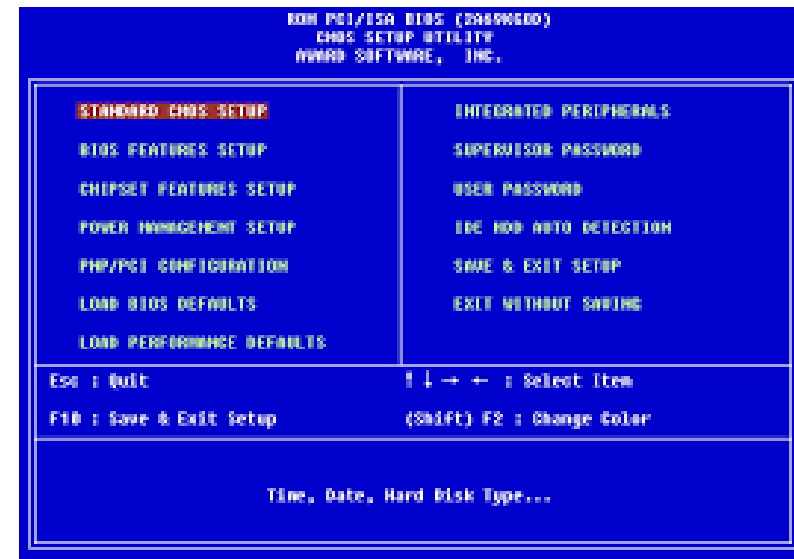 ROM PCI/ISA BIOS (2A69KGDD)
CMOS SETUP UTILITY
AWARD SOFTWARE, INC.
STANDARD CMOS SETUP
BIOS FEATURES SETUP
CHIPSET FEATURES SETUP
POWER MANAGEMENT SETUP
PNP/PCI CONFIGURATION
LOAD BIOS DEFAULTS
LOAD PERFORMANCE DEFAULTS
INTEGRATED PERIPHERALS
SUPERVISOR PASSWORD
USER PASSWORD
IDE HDD AUTO DETECTION
SAVE & EXIT SETUP
EXIT WITHOUT SAVING
Esc : Quit
F10 : Save & Exit Setup
↑ ↓ → ← : Select Item
(Shift) F2 : Change Color
Time, Date, Hard Disk Type...